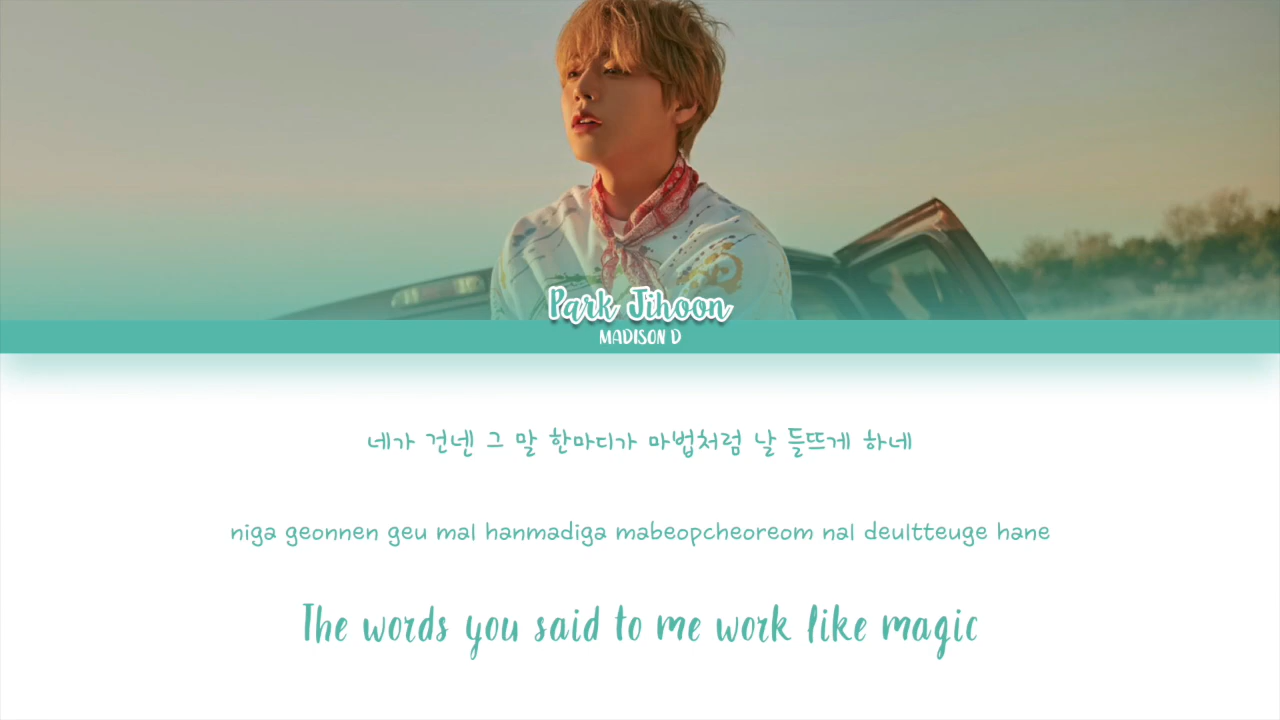 Park Jihoon
MADISON D
네가 건넨 그 말 한마디가 마법처럼 날 들뜨게 하네
niga geonnen geu mal hanmadiga mabeopcheoreom nal deultteuge hane
The words you said to me work like magic